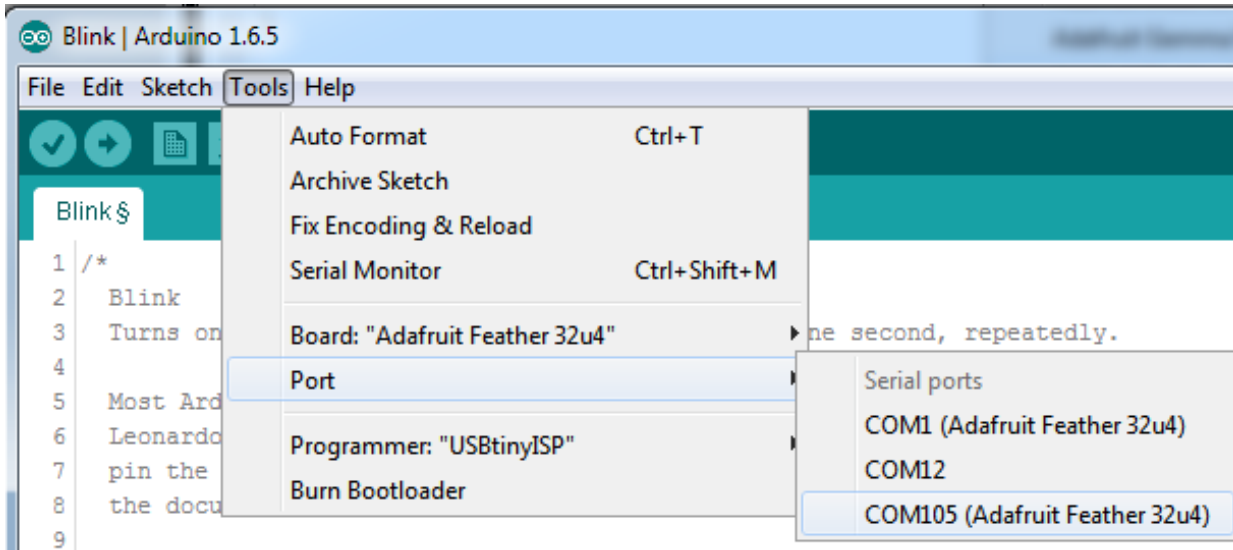 Blink | Arduino 1.6.5
File Edit Sketch Tools Help
Auto Format Ctrl+T
Archive Sketch
Fix Encoding & Reload
Serial Monitor Ctrl+Shift+M
Board: "Adafruit Feather 32u4"
Port
Programmer: "USBtinyISP"
Burn Bootloader
Serial ports
COM1 (Adafruit Feather 32u4)
COM12
COM105 (Adafruit Feather 32u4)
Blink §
1 /*
2 Blink
3 Turns on ne second, repeatedly.
4
5 Most Ard
6 Leonardo
7 pin the
8 the docu
9